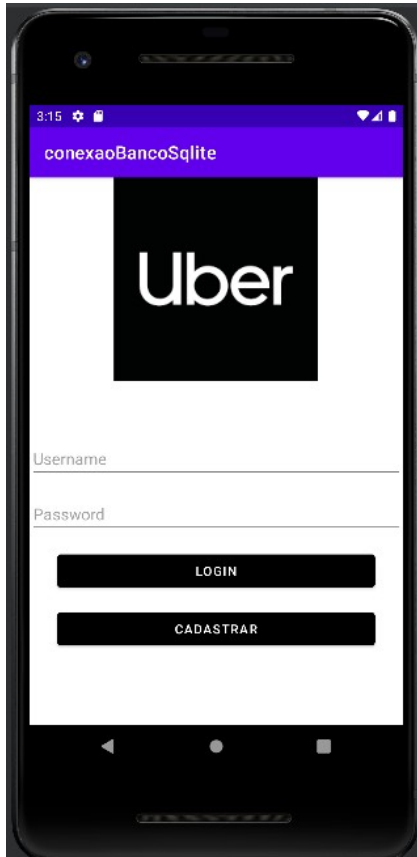 3:15
conexaoBancoSqlite
Uber
Username
Password
LOGIN
CADASTRAR